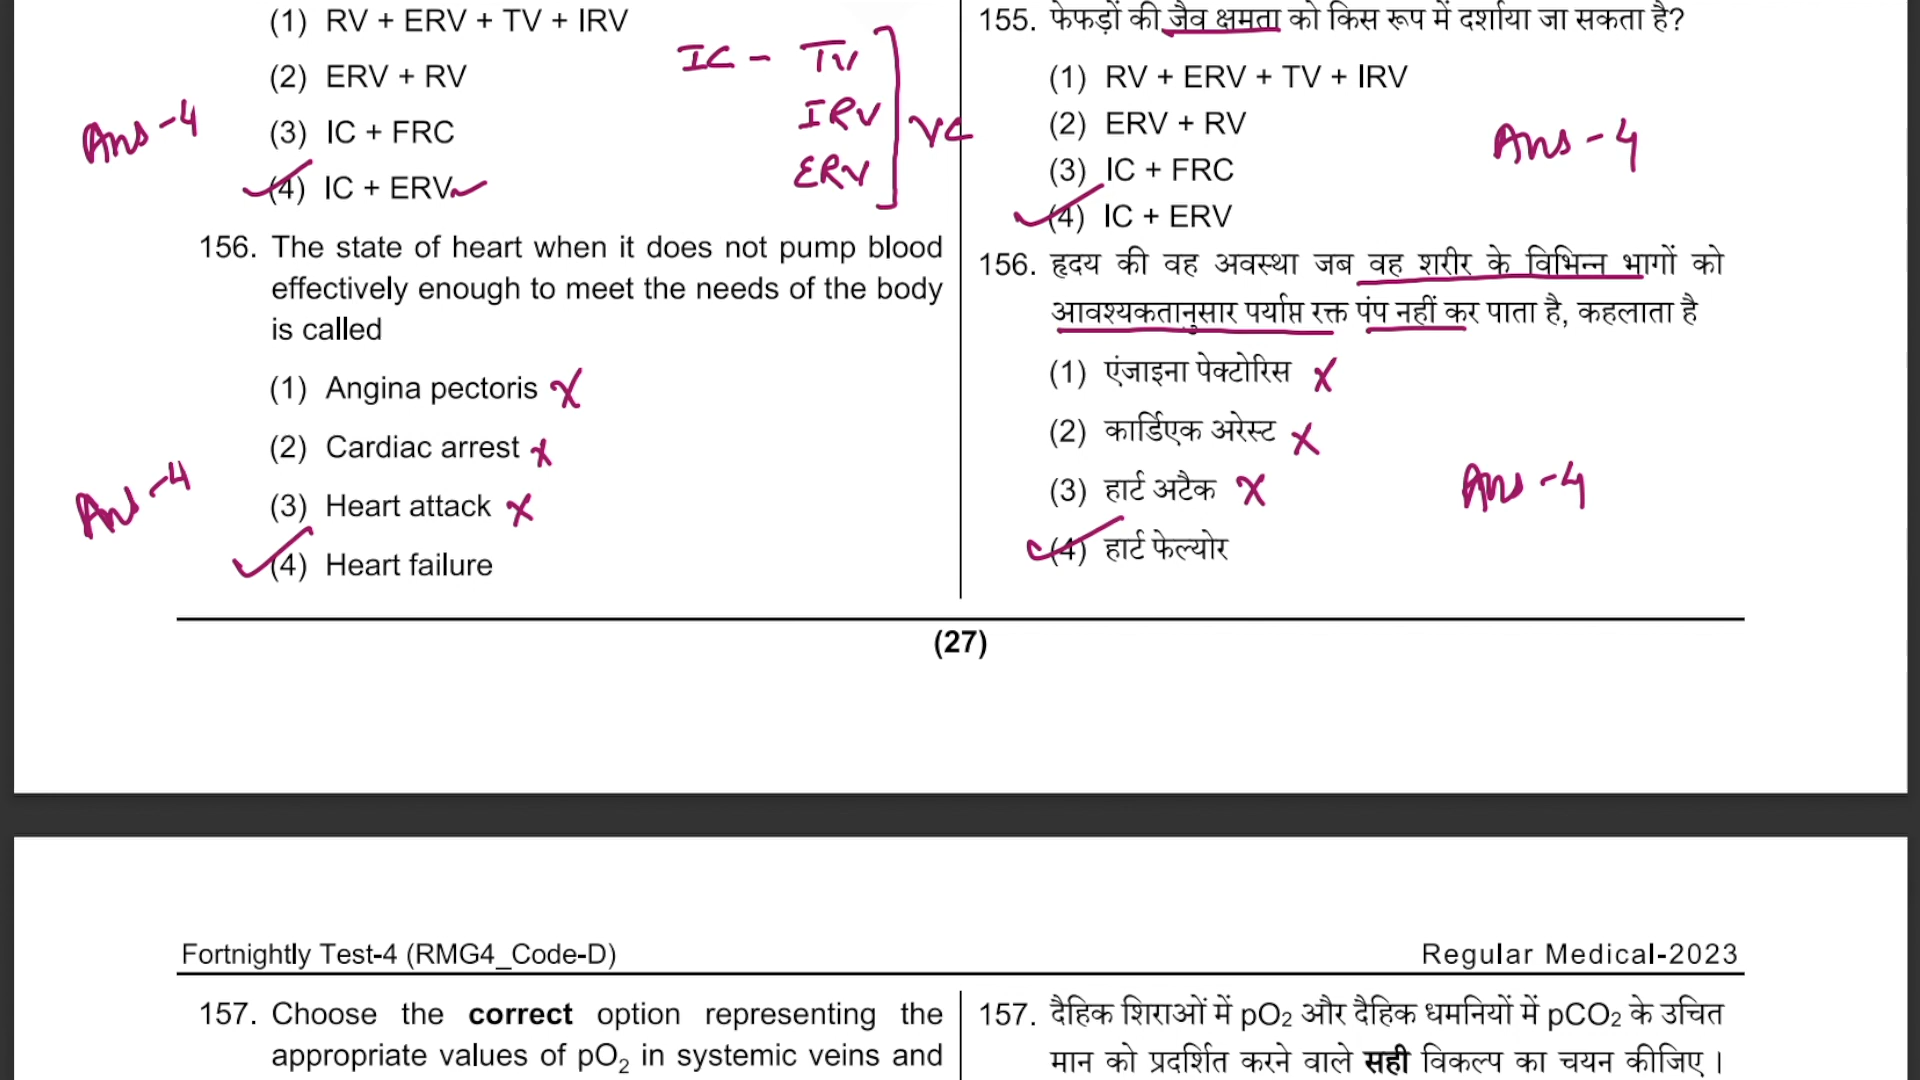 (1) RV + ERV + TV + IRV
(2) ERV + RV
(3) IC + FRC
(4) IC + ERV
Ans-4
IC - TV
IRV
ERV
VC
156. The state of heart when it does not pump blood
effectively enough to meet the needs of the body
is called
(1) Angina pectoris x
(2) Cardiac arrest x
(3) Heart attack x
(4) Heart failure
Ans-4
155. फेफड़ों की जैव क्षमता को किस रूप में दर्शाया जा सकता है?
(1) RV + ERV + TV + IRV
(2) ERV + RV
(3) IC + FRC
(4) IC + ERV
Ans-4
156. हृदय की वह अवस्था जब वह शरीर के विभिन्न भागों को
आवश्यकतानुसार पर्याप्त रक्त पंप नहीं कर पाता है, कहलाता है
(1) एंजाइना पेक्टोरिस x
(2) कार्डिएक अरेस्ट x
(3) हार्ट अटैक x
(4) हार्ट फेल्योर
Ans-4
(27)
Fortnightly Test-4 (RMG4_Code-D)
Regular Medical-2023
157. Choose the correct option representing the
appropriate values of pO₂ in systemic veins and
157. दैहिक शिराओं में pO₂ और दैहिक धमनियों में pCO₂ के उचित
मान को प्रदर्शित करने वाले सही विकल्प का चयन कीजिए।